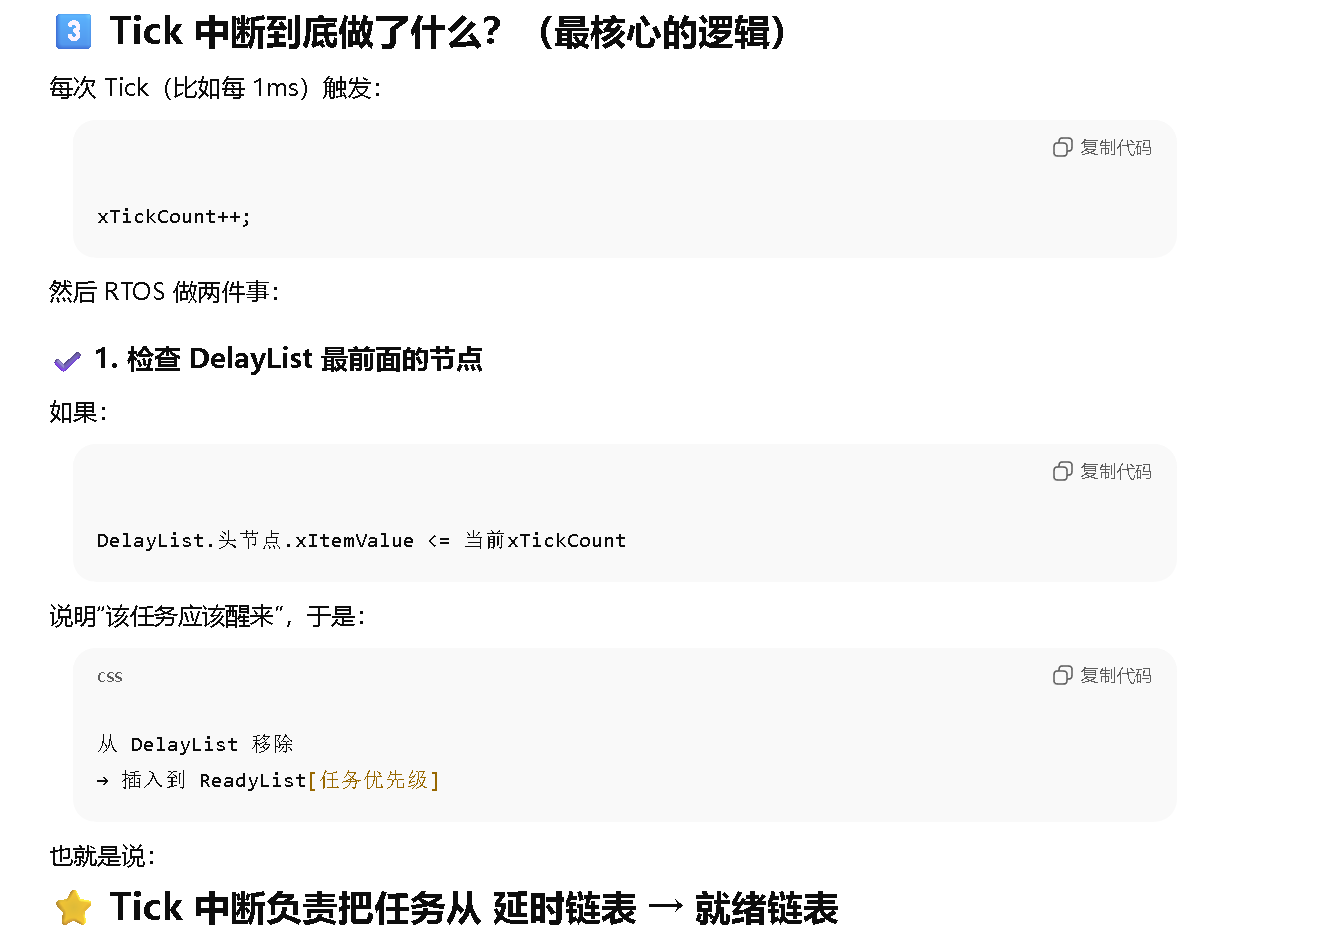 3 Tick 中断到底做了什么？（最核心的逻辑）
每次 Tick（比如每 1ms）触发：
复制代码
xTickCount++;
然后 RTOS 做两件事：
✔ 1. 检查 DelayList 最前面的节点
如果：
复制代码
DelayList.头节点.xItemValue <= 当前xTickCount
说明“该任务应该醒来”，于是：
css 复制代码
从 DelayList 移除
→ 插入到 ReadyList[任务优先级]
也就是说：
⭐ Tick 中断负责把任务从 延时链表 → 就绪链表